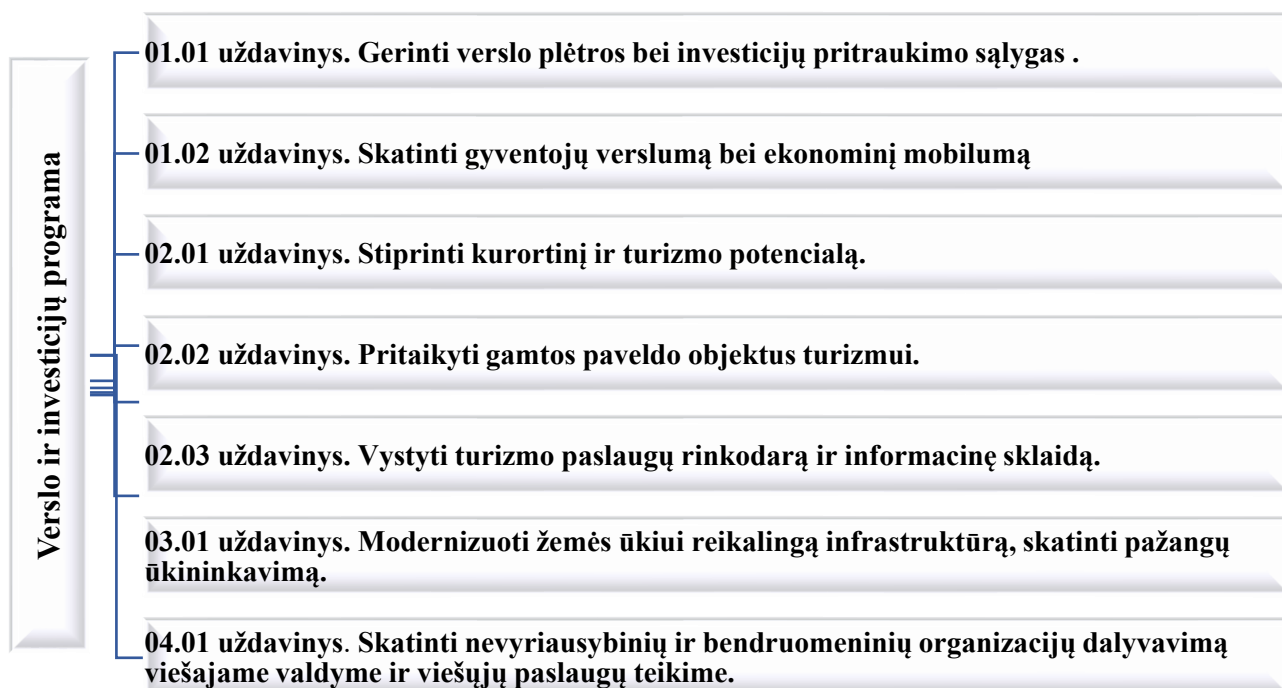 Verslo ir investicijų programa
01.01 uždavinys. Gerinti verslo plėtros bei investicijų pritraukimo sąlygas .
01.02 uždavinys. Skatinti gyventojų verslumą bei ekonominį mobilumą
02.01 uždavinys. Stiprinti kurortinį ir turizmo potencialą.
02.02 uždavinys. Pritaikyti gamtos paveldo objektus turizmui.
02.03 uždavinys. Vystyti turizmo paslaugų rinkodarą ir informacinę sklaidą.
03.01 uždavinys. Modernizuoti žemės ūkiui reikalingą infrastruktūrą, skatinti pažangų
ūkininkavimą.
04.01 uždavinys. Skatinti nevyriausybinių ir bendruomeninių organizacijų dalyvavimą
viešajame valdyme ir viešųjų paslaugų teikime.